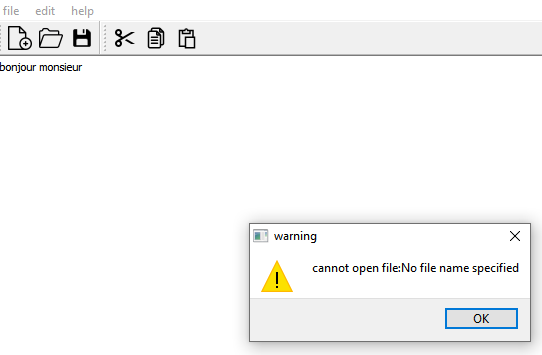 file edit help
bonjour monsieur
warning
cannot open file:No file name specified
OK